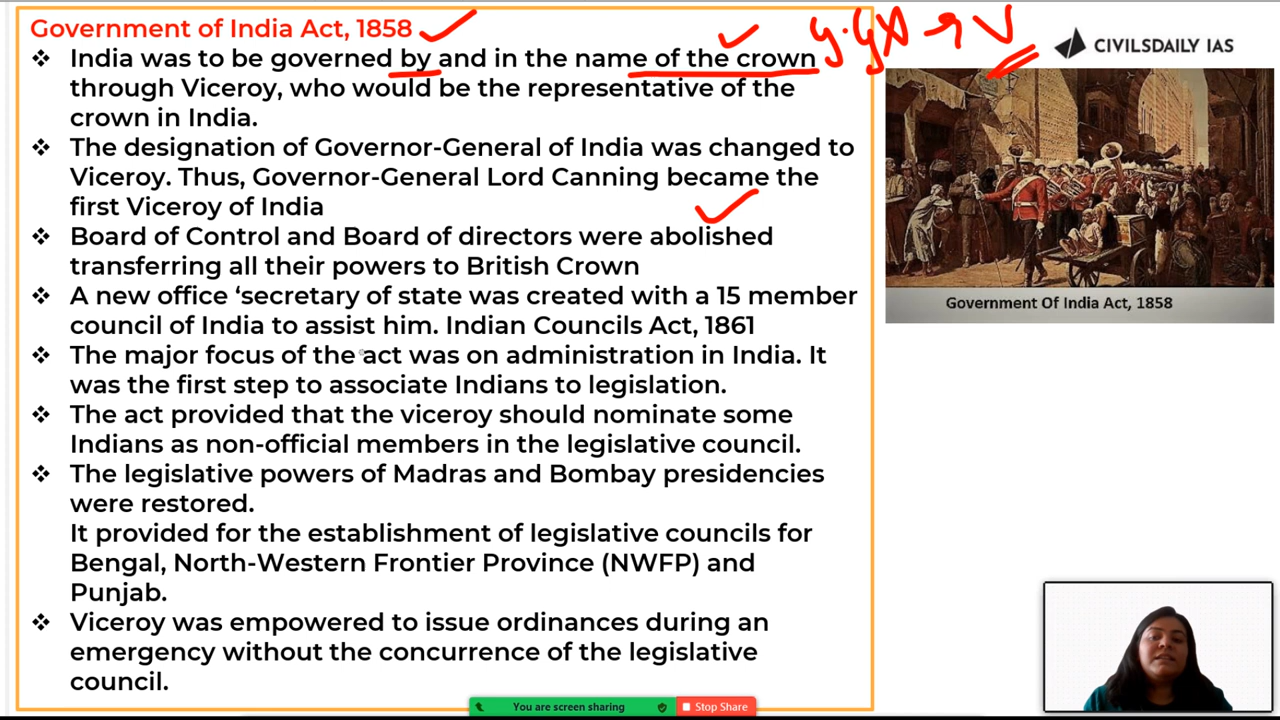 Government of India Act, 1858
❖ India was to be governed by and in the name of the crown
through Viceroy, who would be the representative of the
crown in India.
❖ The designation of Governor-General of India was changed to
Viceroy. Thus, Governor-General Lord Canning became the
first Viceroy of India
❖ Board of Control and Board of directors were abolished
transferring all their powers to British Crown
❖ A new office ‘secretary of state was created with a 15 member
council of India to assist him. Indian Councils Act, 1861
❖ The major focus of the act was on administration in India. It
was the first step to associate Indians to legislation.
❖ The act provided that the viceroy should nominate some
Indians as non-official members in the legislative council.
❖ The legislative powers of Madras and Bombay presidencies
were restored.
It provided for the establishment of legislative councils for
Bengal, North-Western Frontier Province (NWFP) and
Punjab.
❖ Viceroy was empowered to issue ordinances during an
emergency without the concurrence of the legislative
council.
CIVILSDAILY IAS
Government Of India Act, 1858
You are screen sharing
Stop Share